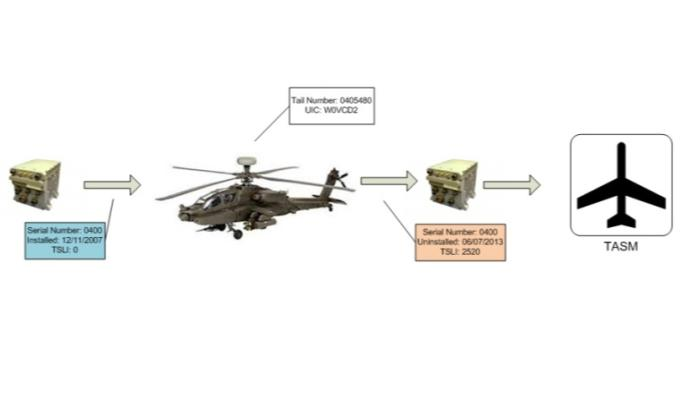 Tail Number: 0405480
UIC: W0VCD2
Serial Number: 0400
Installed: 12/11/2007
TSLI: 0
Serial Number: 0400
Uninstalled: 06/07/2013
TSLI: 2520
TASM